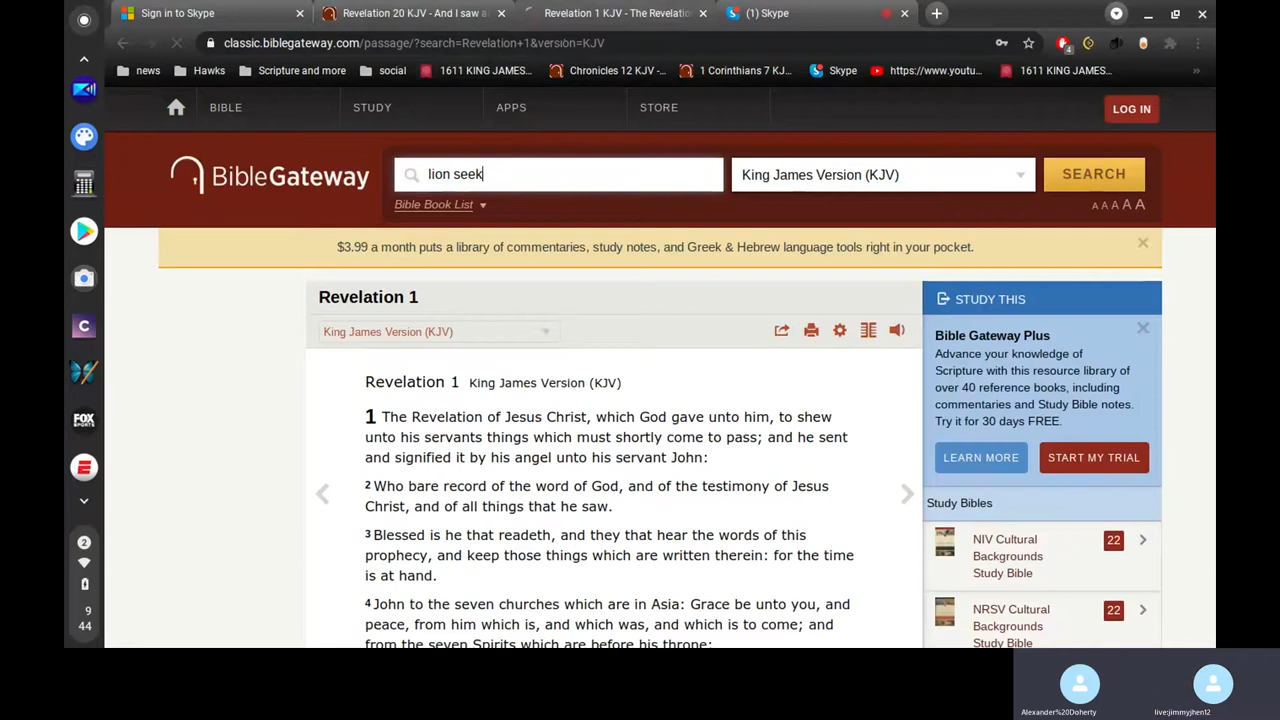 Sign in to Skype
Revelation 20 KJV - And I saw a
Revelation 1 KJV - The Revelatio
(1) Skype
classic.biblegateway.com/passage/?search=Revelation+1&version=KJV
4
news
Hawks
Scripture and more
social
1611 KING JAMES...
Chronicles 12 KJV -...
1 Corinthians 7 KJ...
Skype
https://www.youtu...
1611 KING JAMES...
»
BIBLE
STUDY
APPS
STORE
LOG IN
BibleGateway
lion seek
King James Version (KJV)
SEARCH
Bible Book List
A A A A A
$3.99 a month puts a library of commentaries, study notes, and Greek & Hebrew language tools right in your pocket.
Revelation 1
King James Version (KJV)
Revelation 1 King James Version (KJV)
1 The Revelation of Jesus Christ, which God gave unto him, to shew
unto his servants things which must shortly come to pass; and he sent
and signified it by his angel unto his servant John:
2 Who bare record of the word of God, and of the testimony of Jesus
Christ, and of all things that he saw.
3 Blessed is he that readeth, and they that hear the words of this
prophecy, and keep those things which are written therein: for the time
is at hand.
4 John to the seven churches which are in Asia: Grace be unto you, and
peace, from him which is, and which was, and which is to come; and
from the seven Spirits which are before his throne;
STUDY THIS
Bible Gateway Plus
Advance your knowledge of
Scripture with this resource library of
over 40 reference books, including
commentaries and Study Bible notes.
Try it for 30 days FREE.
LEARN MORE
START MY TRIAL
Study Bibles
NIV Cultural
Backgrounds
Study Bible
22
NRSV Cultural
Backgrounds
Study Bible
22
C
FOX
SPORTS
E
2
9
44
Alexander%20Doherty
live:jimmyjhen12